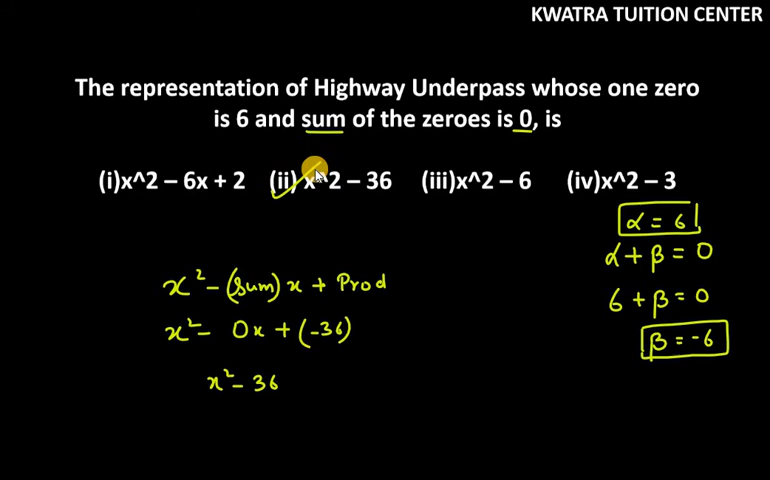 KWATRA TUITION CENTER
The representation of Highway Underpass whose one zero
is 6 and sum of the zeroes is 0, is
(i)x^2 – 6x + 2 (ii) x^2 – 36 (iii)x^2 – 6 (iv)x^2 – 3
α = 6
α + β = 0
x² – (sum) x + Prod
6 + β = 0
x² – 0x + (–36)
β = –6
x² – 36